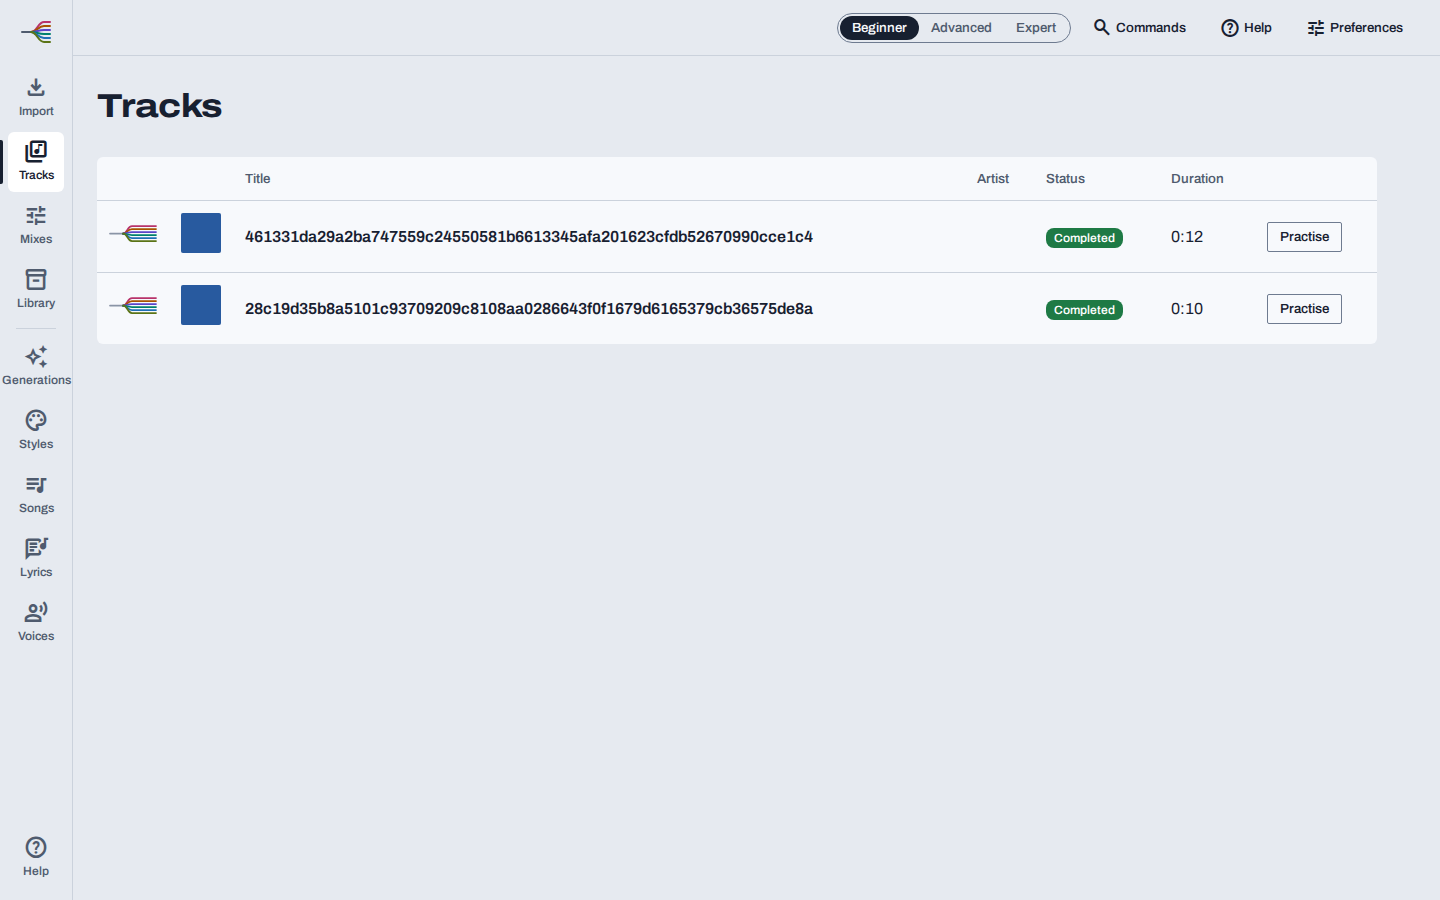 Beginner Advanced Expert Commands Help Preferences
Import
Tracks
Mixes
Library
Generations
Styles
Songs
Lyrics
Voices
Help
Tracks
Title Artist Status Duration
461331da29a2ba747559c24550581b6613345afa201623cfdb52670990cce1c4 Completed 0:12 Practise
28c19d35b8a5101c93709209c8108aa0286643f0f1679d6165379cb36575de8a Completed 0:10 Practise